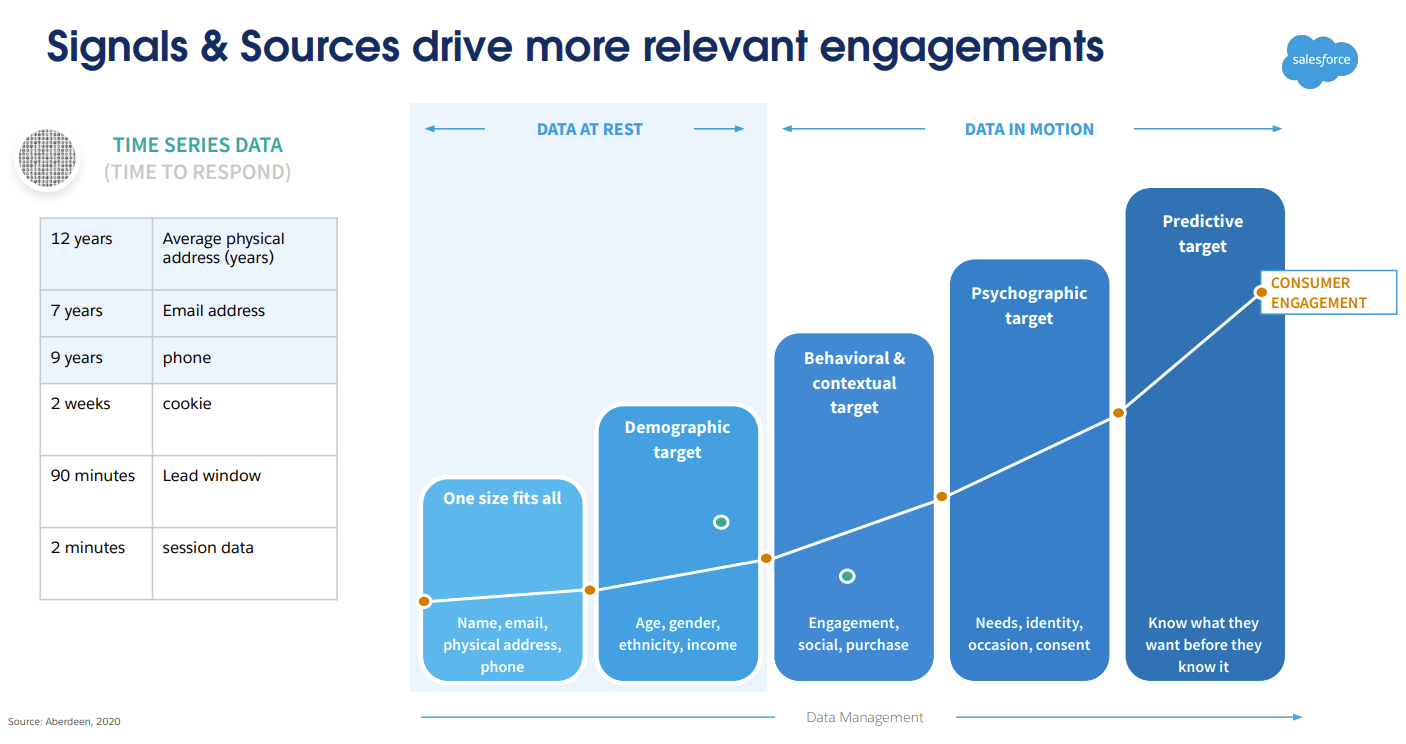 Signals & Sources drive more relevant engagements
salesforce
TIME SERIES DATA
(TIME TO RESPOND)
12 years
Average physical
address (years)
7 years
Email address
9 years
phone
2 weeks
cookie
90 minutes
Lead window
2 minutes
session data
Source: Aberdeen, 2020
DATA AT REST
DATA IN MOTION
One size fits all
Name, email,
physical address,
phone
Demographic
target
Age, gender,
ethnicity, income
Behavioral &
contextual
target
Engagement,
social, purchase
Psychographic
target
Needs, identity,
occasion, consent
Predictive
target
Know what they
want before they
know it
CONSUMER
ENGAGEMENT
Data Management